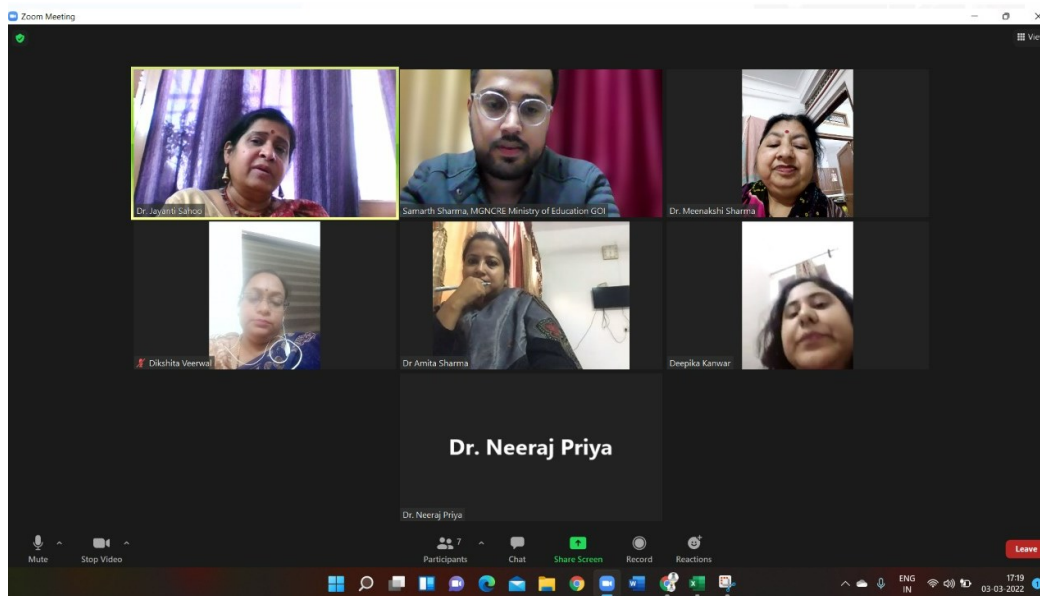 Zoom Meeting
View
Dr. Jayanti Sahoo
Samarth Sharma, MGNCRE Ministry of Education GOI
Dr. Meenakshi Sharma
Dikshita Veerwal
Dr Amita Sharma
Deepika Kanwar
Dr. Neeraj Priya
Dr. Neeraj Priya
7
Mute
Stop Video
Participants
Chat
Share Screen
Record
Reactions
Leave
ENG
IN
17:19
03-03-2022